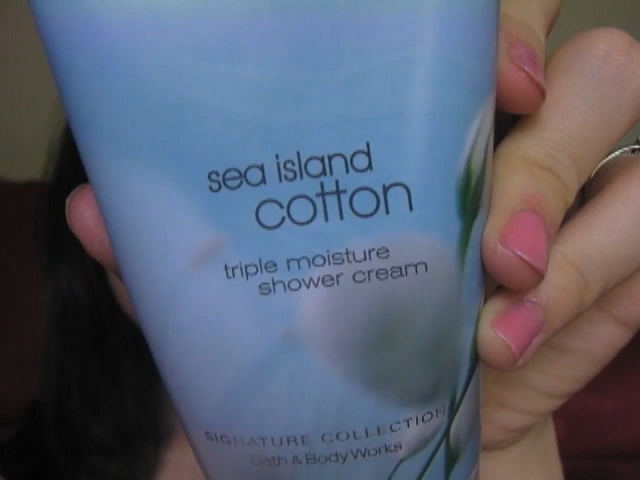 sea island
cotton
triple moisture
shower cream
SIGNATURE COLLECTION
Bath & Body Works